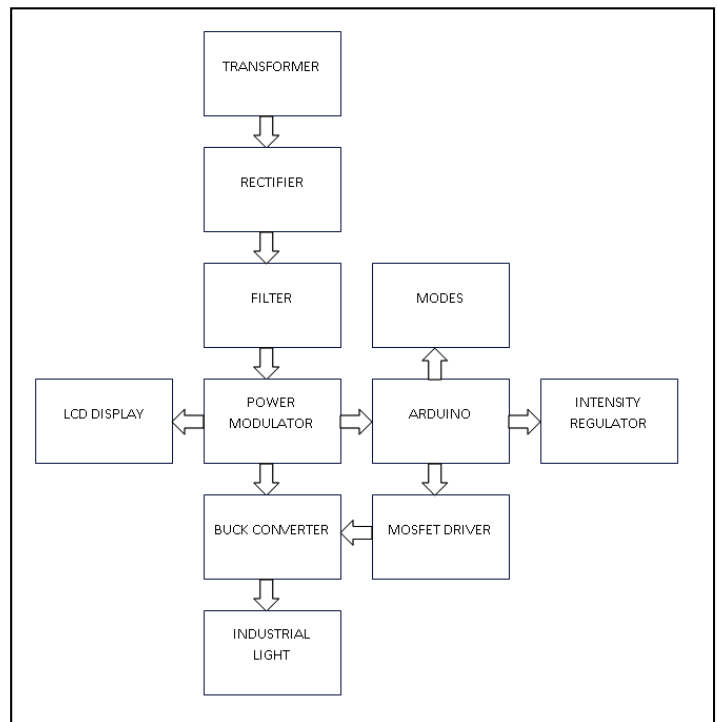 TRANSFORMER
RECTIFIER
FILTER
MODES
LCD DISPLAY
POWER
MODULATOR
ARDUINO
INTENSITY
REGULATOR
BUCK CONVERTER
MOSFET DRIVER
INDUSTRIAL
LIGHT